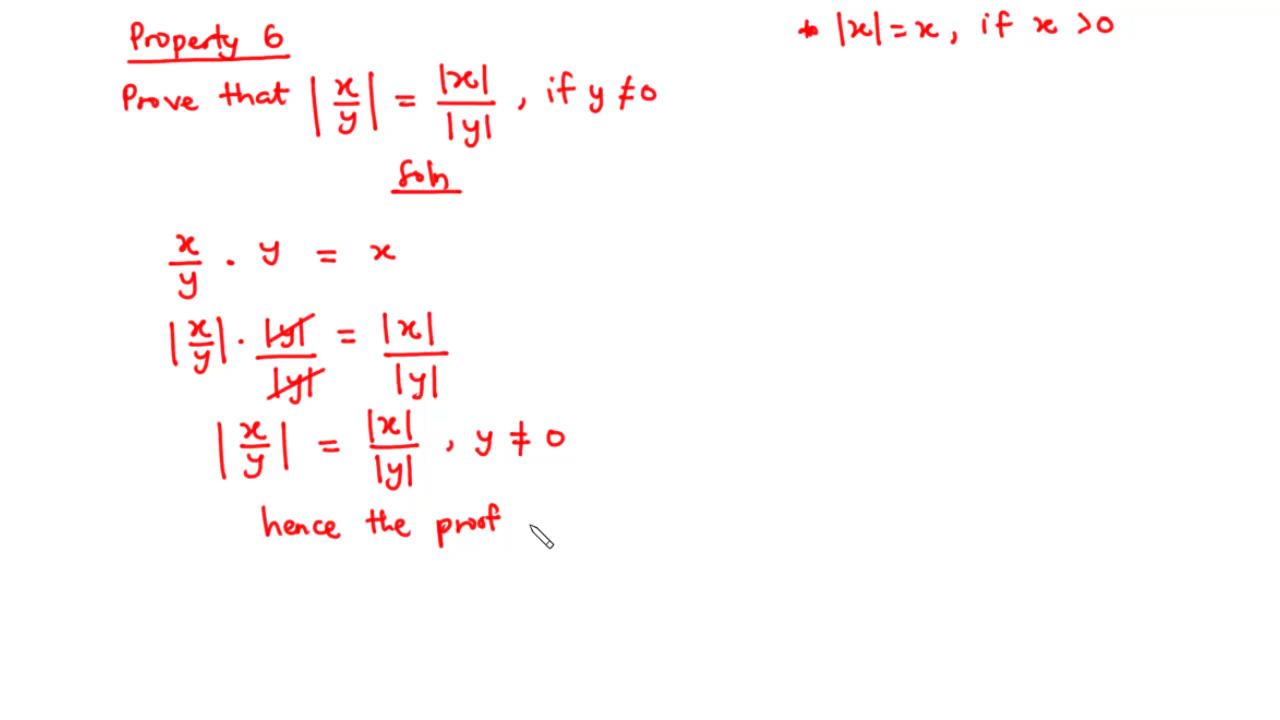 Property 6
* |x| = x, if x > 0
Prove that |x/y| = |x|/|y|, if y ≠ 0
Soln
x/y · y = x
|x/y| · |y|/|y| = |x|/|y|
|x/y| = |x|/|y|, y ≠ 0
hence the proof